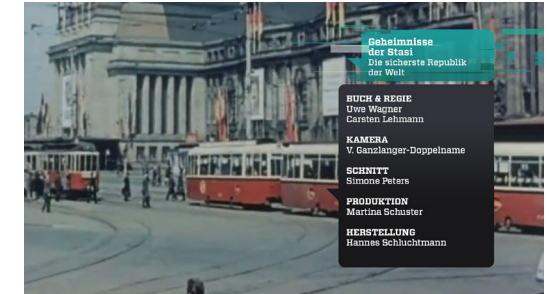 Geheimnisse
der Stasi
Die sicherste Republik
der Welt
BUCH & REGIE
Uwe Wagner
Carsten Lehmann
KAMERA
V. Ganzlanger-Doppelname
SCHNITT
Simone Peters
PRODUKTION
Martina Schuster
HERSTELLUNG
Hannes Schluchtmann